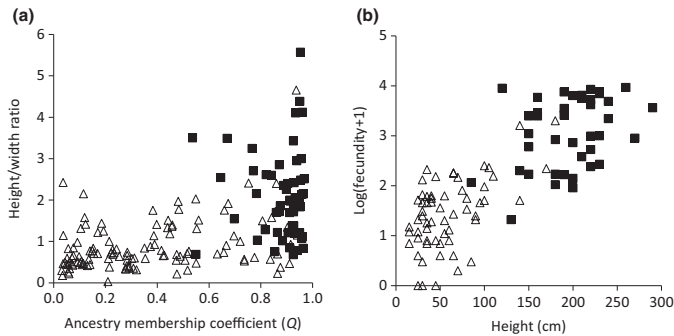 (a)
6
5
4
3
2
1
0
Height/width ratio
0.0 0.2 0.4 0.6 0.8 1.0
Ancestry membership coefficient (Q)
(b)
5
4
3
2
1
0
Log(fecundity+1)
0 50 100 150 200 250 300
Height (cm)